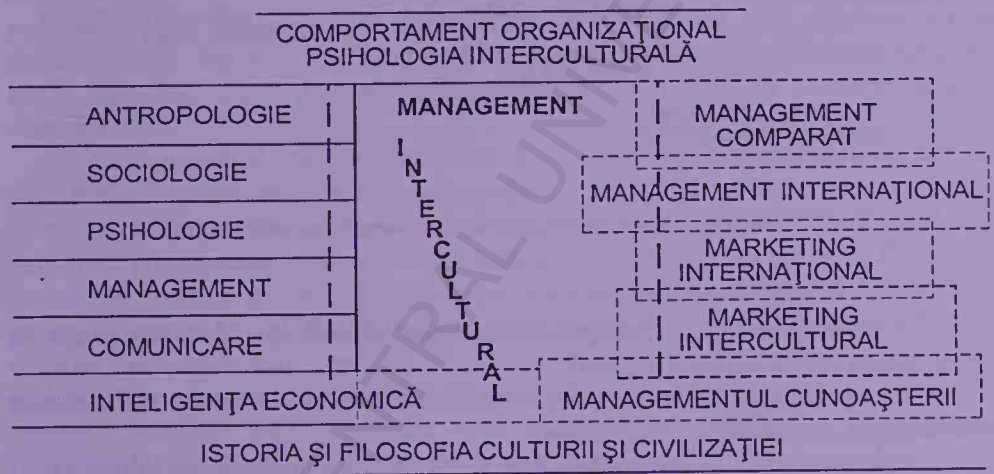 COMPORTAMENT ORGANIZAŢIONAL
PSIHOLOGIA INTERCULTURALĂ
ANTROPOLOGIE
SOCIOLOGIE
PSIHOLOGIE
MANAGEMENT
COMUNICARE
INTELIGENŢA ECONOMICĂ
MANAGEMENT
INTERCULTURAL
MANAGEMENT
COMPARAT
MANAGEMENT INTERNAŢIONAL
MARKETING
INTERNAŢIONAL
MARKETING
INTERCULTURAL
MANAGEMENTUL CUNOAŞTERII
ISTORIA ŞI FILOSOFIA CULTURII ŞI CIVILIZAŢIEI